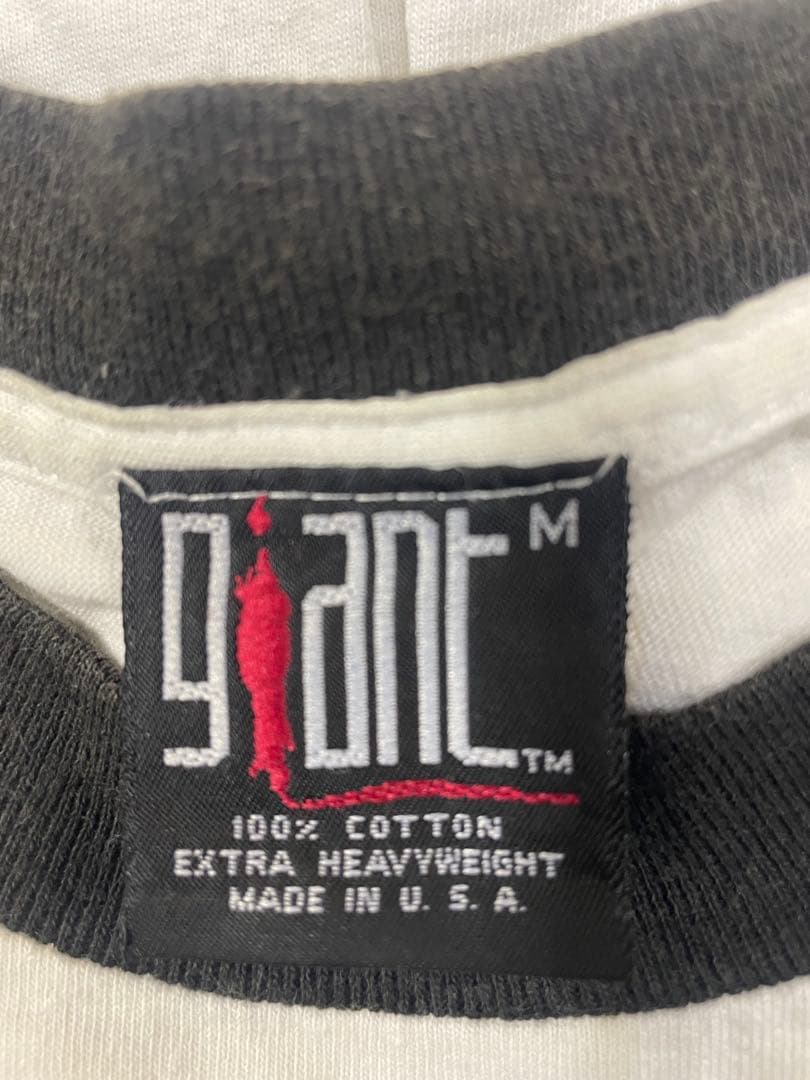 giant M
TM
100% COTTON
EXTRA HEAVYWEIGHT
MADE IN U. S. A.